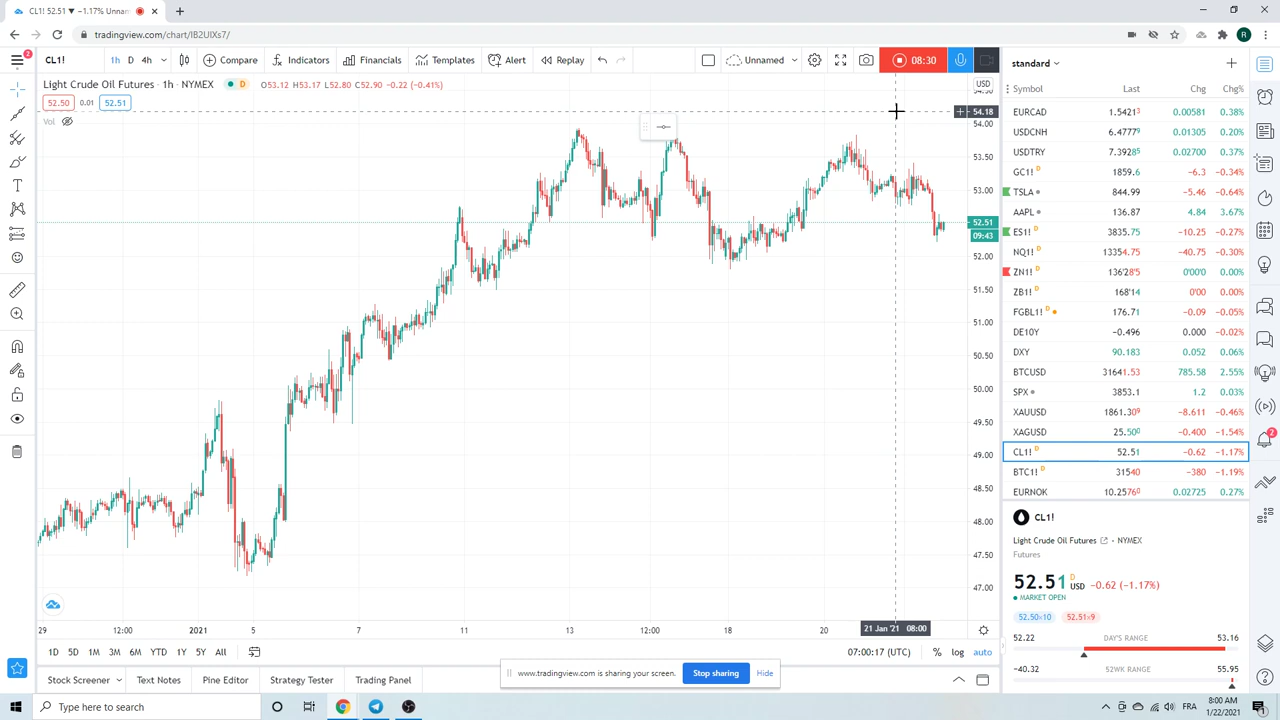 CL1! 52.51 ▼ −1.17% Unnam
tradingview.com/chart/IB2UIXs7/
R
2
CL1!
1h D 4h
Compare
Indicators
Financials
Templates
Alert
Replay
Unnamed
08:30
standard
Light Crude Oil Futures · 1h · NYMEX D H53.17 L52.80 C52.90 −0.22 (−0.41%)
52.50 0.01 52.51
Vol
USD
54.50
54.18
54.00
53.50
53.00
52.51
09:43
52.00
51.50
51.00
50.50
50.00
49.50
49.00
48.50
48.00
47.50
47.00
29 12:00 2021 5 7 11 13 12:00 18 20 21 Jan '21 08:00
1D 5D 1M 3M 6M YTD 1Y 5Y All
07:00:17 (UTC) % log auto
Symbol Last Chg Chg%
EURCAD 1.5421³ 0.00581 0.38%
USDCNH 6.4777⁹ 0.01305 0.20%
USDTRY 7.3928⁵ 0.02700 0.37%
GC1! D 1859.6 −6.3 −0.34%
TSLA 844.99 −5.46 −0.64%
AAPL 136.87 4.84 3.67%
ES1! D 3835.75 −10.25 −0.27%
NQ1! D 13354.75 −40.75 −0.30%
ZN1! D 136'28'5 0'00'0 0.00%
ZB1! D 168'14 0'00 0.00%
FGBL1! D 176.71 −0.09 −0.05%
DE10Y −0.496 0.000 −0.02%
DXY 90.183 0.052 0.06%
BTCUSD 31641.53 785.58 2.55%
SPX 3853.1 1.2 0.03%
XAUUSD 1861.30⁹ −8.611 −0.46%
XAGUSD 25.50⁰ −0.400 −1.54%
CL1! D 52.51 −0.62 −1.17%
BTC1! D 31540 −380 −1.19%
EURNOK 10.2576⁰ 0.02725 0.27%
2
CL1!
Light Crude Oil Futures • NYMEX
Futures
52.51 D USD −0.62 (−1.17%)
MARKET OPEN
52.50×10 52.51×9
52.22 DAY'S RANGE 53.16
−40.32 52WK RANGE 55.95
Stock Screener
Text Notes
Pine Editor
Strategy Tester
Trading Panel
www.tradingview.com is sharing your screen.
Stop sharing
Hide
Type here to search
FRA
8:00 AM
1/22/2021
1